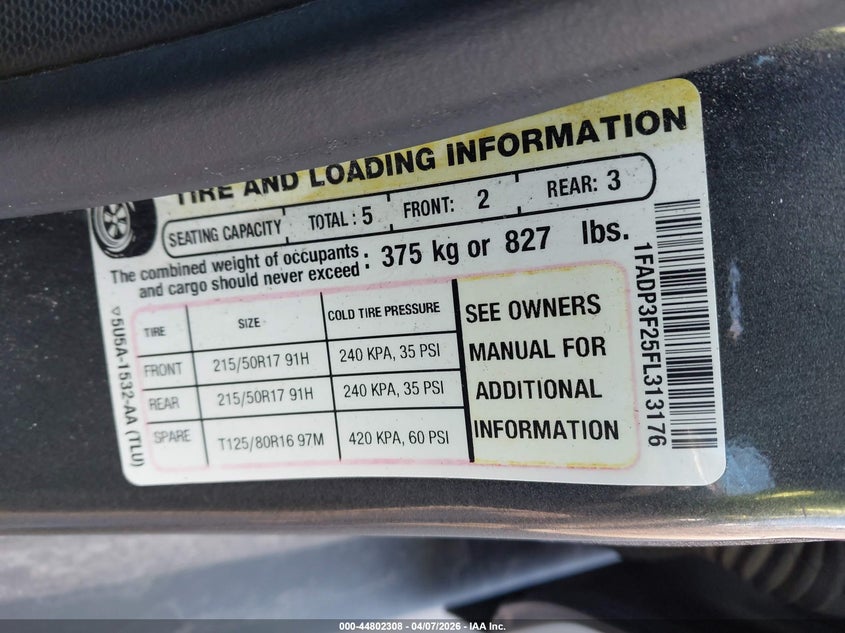 TIRE AND LOADING INFORMATION
SEATING CAPACITY TOTAL : 5 FRONT: 2 REAR: 3
The combined weight of occupants and cargo should never exceed : 375 kg or 827 lbs.
TIRE SIZE COLD TIRE PRESSURE
FRONT 215/50R17 91H 240 KPA, 35 PSI
REAR 215/50R17 91H 240 KPA, 35 PSI
SPARE T125/80R16 97M 420 KPA, 60 PSI
SEE OWNERS
MANUAL FOR
ADDITIONAL
INFORMATION
5U5A-1532-AA (TLU)
1FADP3F25FL313176
000-44802308 - 04/07/2026 - IAA Inc.